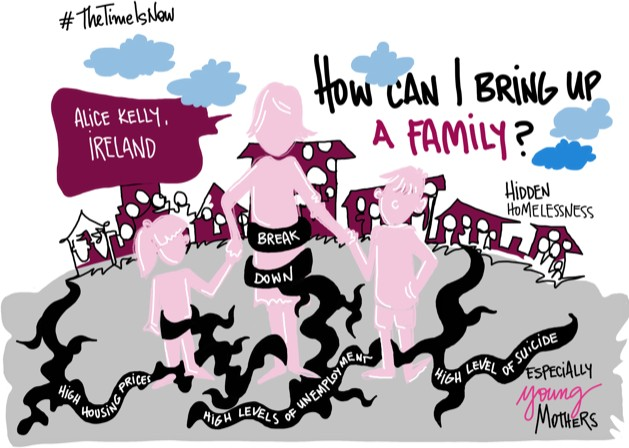 #TheTimeIsNow
ALICE KELLY,
IRELAND
HOW CAN I BRING UP
A FAMILY?
HIDDEN
HOMELESSNESS
BREAK
DOWN
HIGH HOUSING PRICES
HIGH LEVELS OF UNEMPLOYMENT
HIGH LEVEL OF SUICIDE
ESPECIALLY
young
MOTHERS